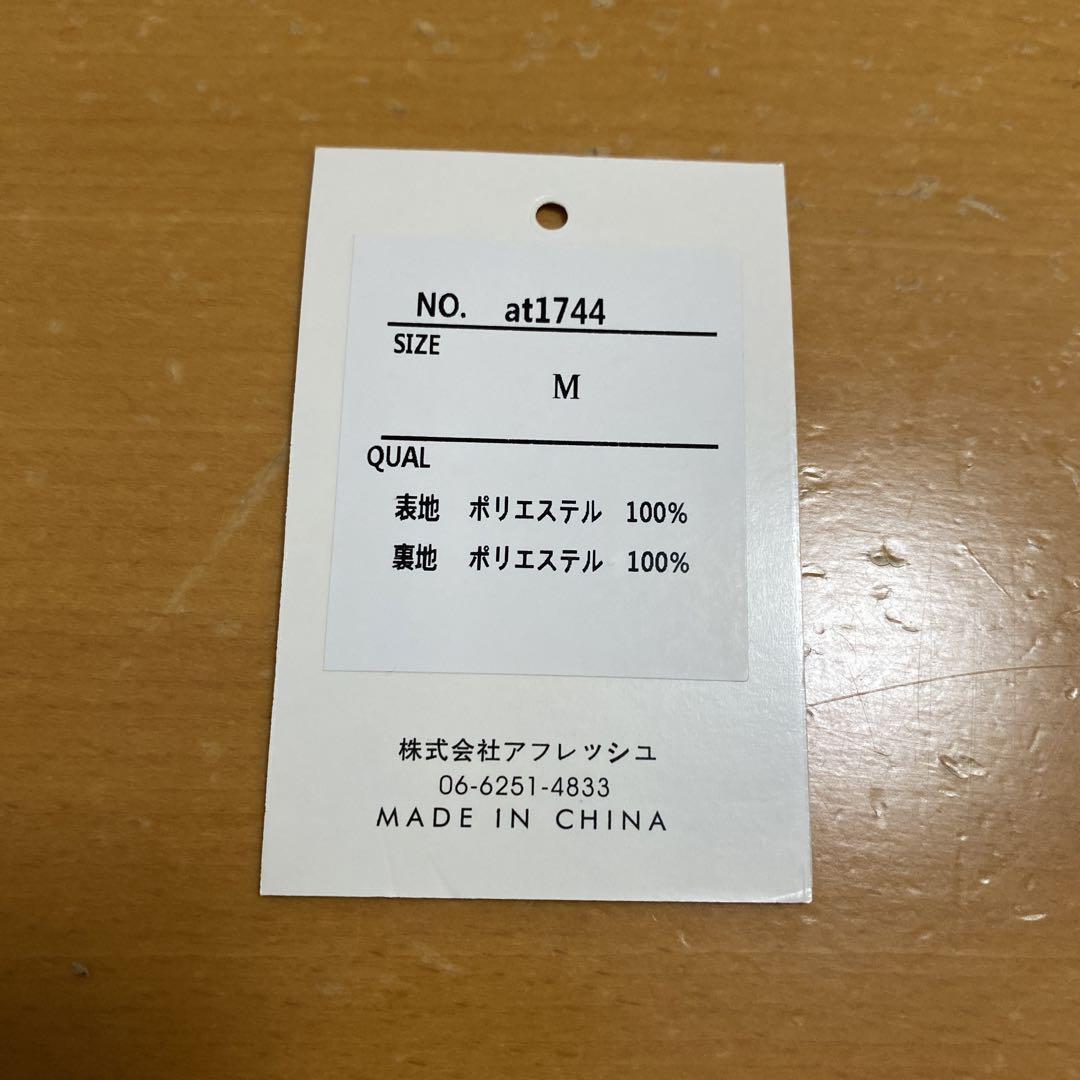 NO. at1744
SIZE
M
QUAL
表地 ポリエステル 100%
裏地 ポリエステル 100%
株式会社アフレッシュ
06-6251-4833
MADE IN CHINA